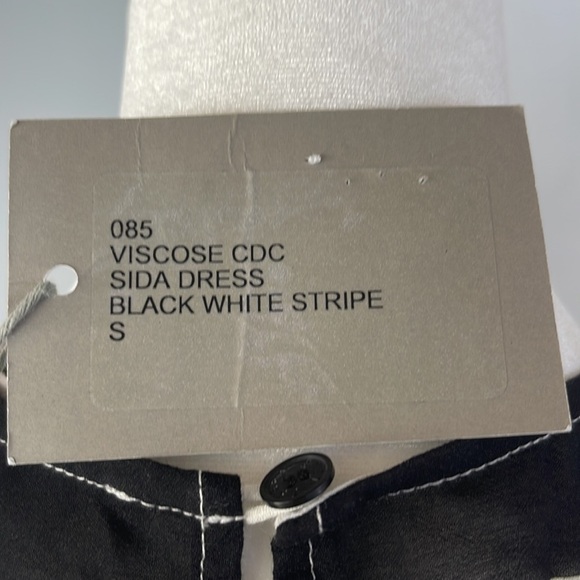 085
VISCOSE CDC
SIDA DRESS
BLACK WHITE STRIPE
S